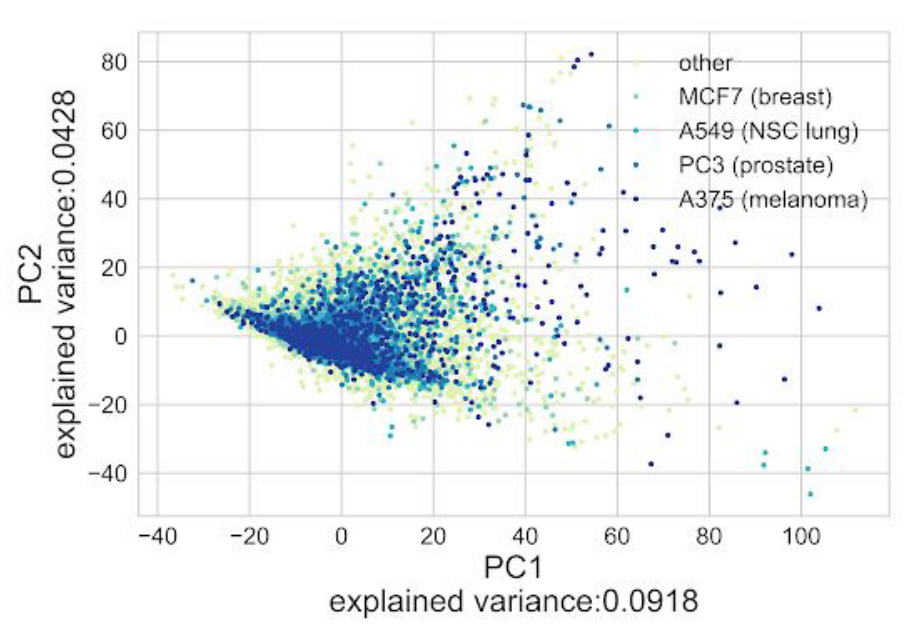 80
60
40
20
0
−20
−40
PC2
explained variance:0.0428
other
MCF7 (breast)
A549 (NSC lung)
PC3 (prostate)
A375 (melanoma)
−40 −20 0 20 40 60 80 100
PC1
explained variance:0.0918